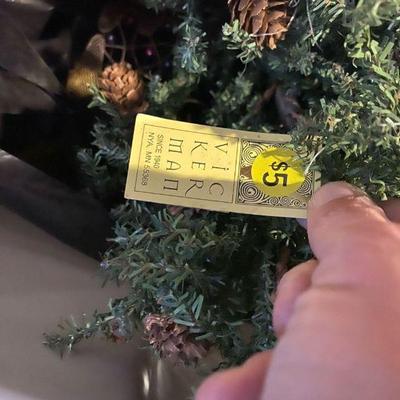 ViC
KER
MAN
SINCE 1940
NYA, MN 55368
$5